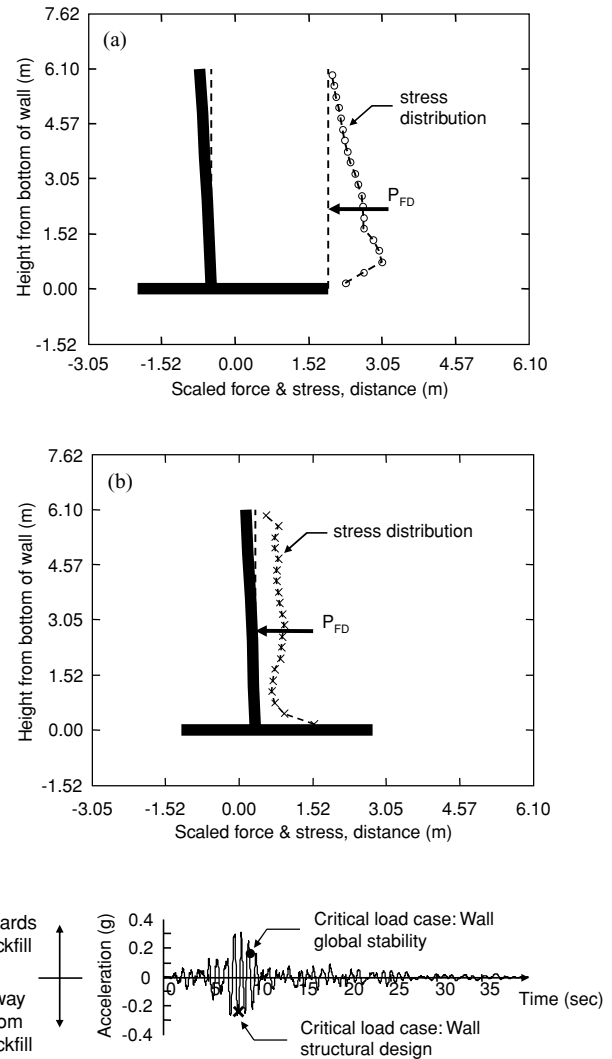 7.62
(a)
6.10
4.57
3.05
1.52
0.00
-1.52
Height from bottom of wall (m)
stress
distribution
PFD
-3.05 -1.52 0.00 1.52 3.05 4.57 6.10
Scaled force & stress, distance (m)
7.62
(b)
6.10
4.57
3.05
1.52
0.00
-1.52
Height from bottom of wall (m)
stress distribution
PFD
-3.05 -1.52 0.00 1.52 3.05 4.57 6.10
Scaled force & stress, distance (m)
ards
ckfill
way
om
ckfill
Acceleration (g)
0.4
0.2
0
-0.2
-0.4
0 5 10 15 20 25 30 35
Time (sec)
Critical load case: Wall
global stability
Critical load case: Wall
structural design